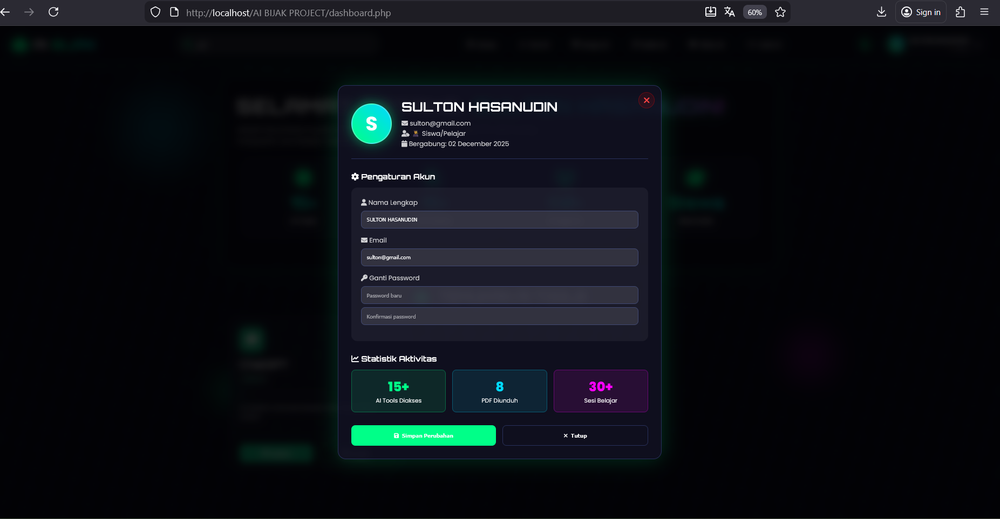 http://localhost/AI BIJAK PROJECT/dashboard.php
60%
Sign in
S
SULTON HASANUDIN
sulton@gmail.com
Siswa/Pelajar
Bergabung: 02 December 2025
Pengaturan Akun
Nama Lengkap
SULTON HASANUDIN
Email
sulton@gmail.com
Ganti Password
Password baru
Konfirmasi password
Statistik Aktivitas
15+
AI Tools Diakses
8
PDF Diunduh
30+
Sesi Belajar
Simpan Perubahan
Tutup